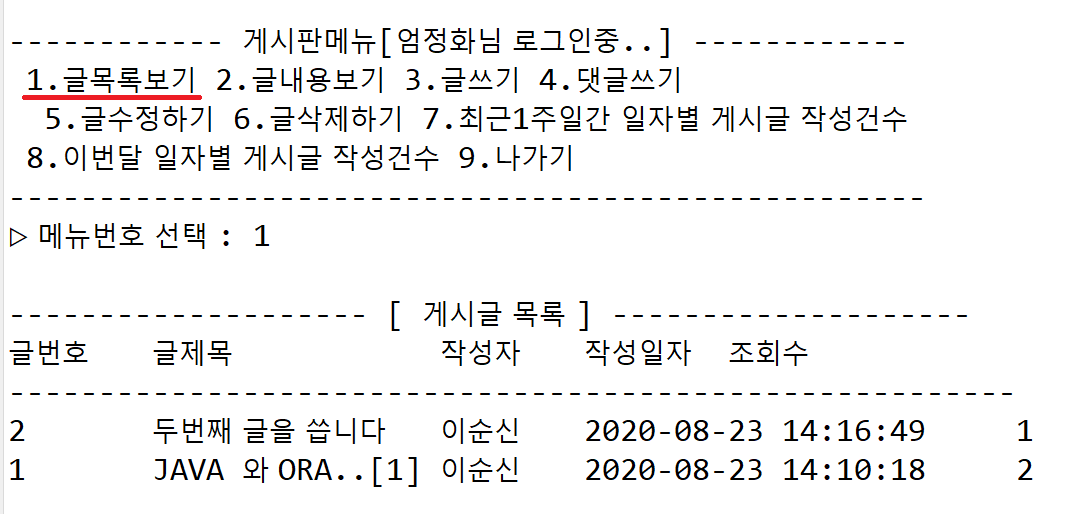 ------------ 게시판메뉴[엄정화님 로그인중..] ------------
1.글목록보기 2.글내용보기 3.글쓰기 4.댓글쓰기
5.글수정하기 6.글삭제하기 7.최근1주일간 일자별 게시글 작성건수
8.이번달 일자별 게시글 작성건수 9.나가기
---------------------------------------------------
▷ 메뉴번호 선택 : 1
-------------------- [ 게시글 목록 ] --------------------
글번호 글제목 작성자 작성일자 조회수
--------------------------------------------------------
2 두번째 글을 씁니다 이순신 2020-08-23 14:16:49 1
1 JAVA 와 ORA..[1] 이순신 2020-08-23 14:10:18 2